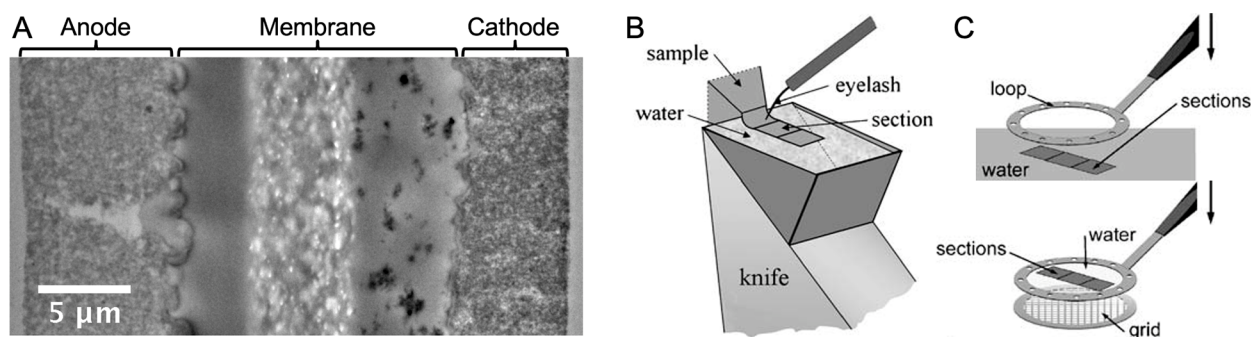 A
Anode
Membrane
Cathode
5 μm
B
sample
eyelash
water
section
knife
C
loop
sections
water
water
sections
grid